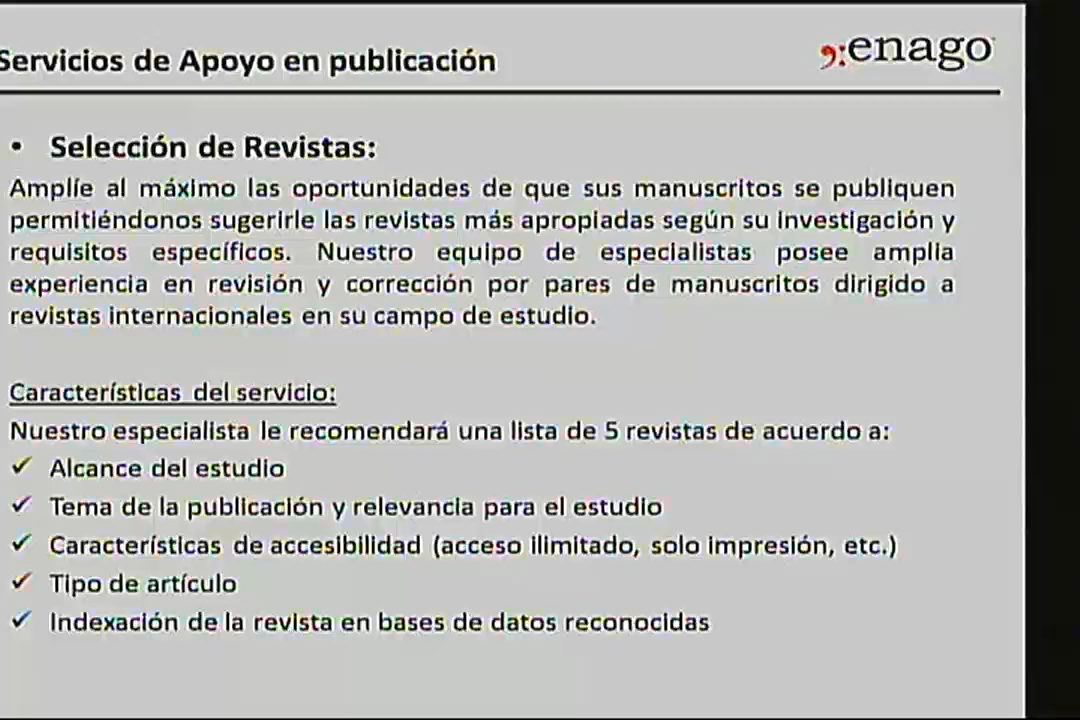 Servicios de Apoyo en publicación
enago
• Selección de Revistas:
Amplíe al máximo las oportunidades de que sus manuscritos se publiquen
permitiéndonos sugerirle las revistas más apropiadas según su investigación y
requisitos específicos. Nuestro equipo de especialistas posee amplia
experiencia en revisión y corrección por pares de manuscritos dirigido a
revistas internacionales en su campo de estudio.
Características del servicio:
Nuestro especialista le recomendará una lista de 5 revistas de acuerdo a:
✔ Alcance del estudio
✔ Tema de la publicación y relevancia para el estudio
✔ Características de accesibilidad (acceso ilimitado, solo impresión, etc.)
✔ Tipo de artículo
✔ Indexación de la revista en bases de datos reconocidas